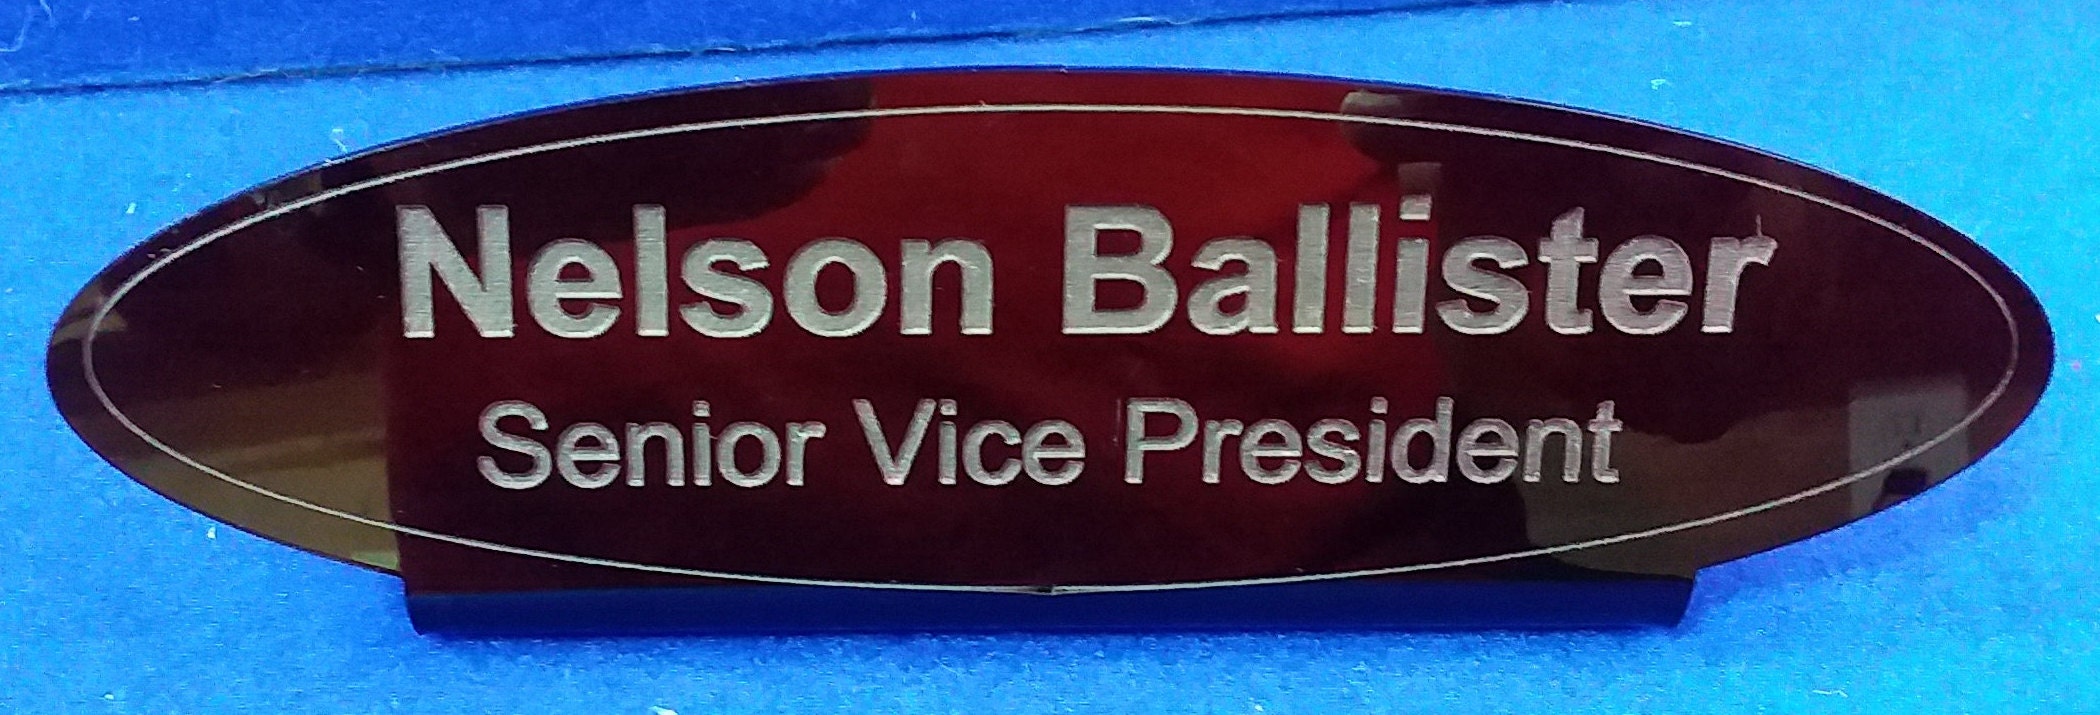 Nelson Ballister
Senior Vice President